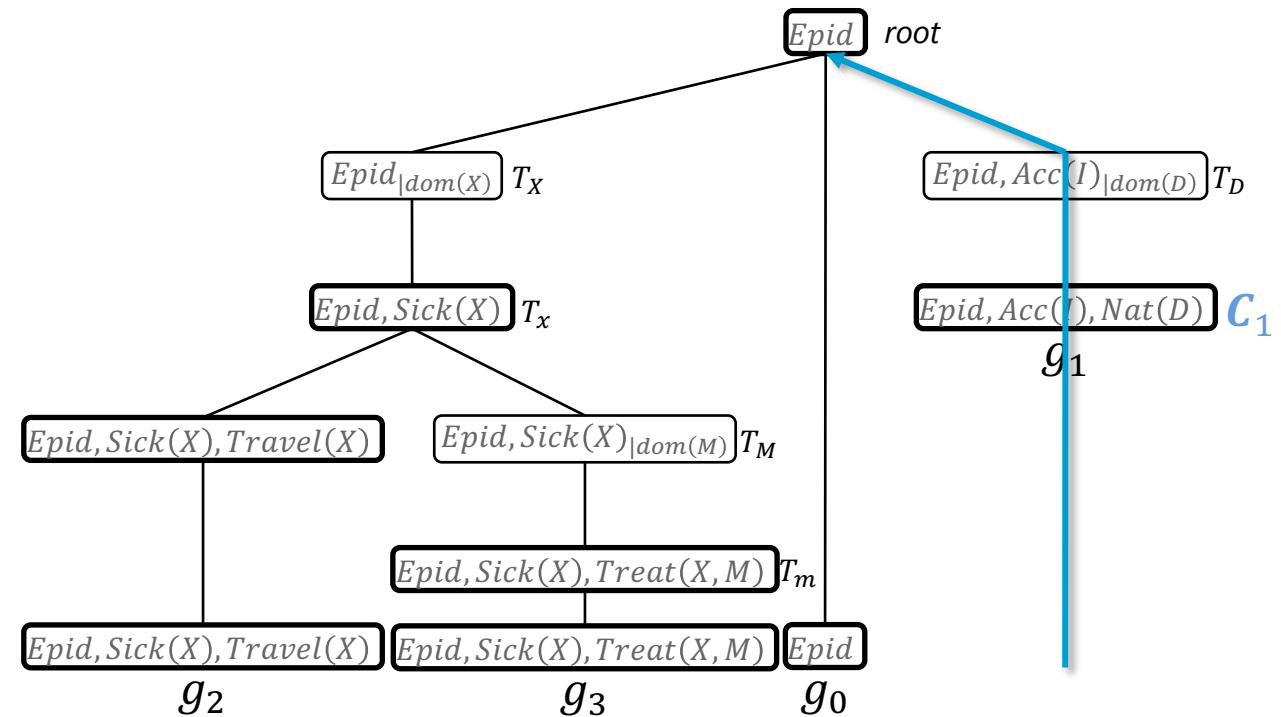 Epid root
Epid|dom(X) T_X
Epid, Acc(I)|dom(D) T_D
Epid, Sick(X) T_x
Epid, Acc(I), Nat(D) C_1
g_1
Epid, Sick(X), Travel(X)
Epid, Sick(X)|dom(M) T_M
Epid, Sick(X), Treat(X, M) T_m
Epid, Sick(X), Travel(X)
Epid, Sick(X), Treat(X, M)
Epid
g_2
g_3
g_0